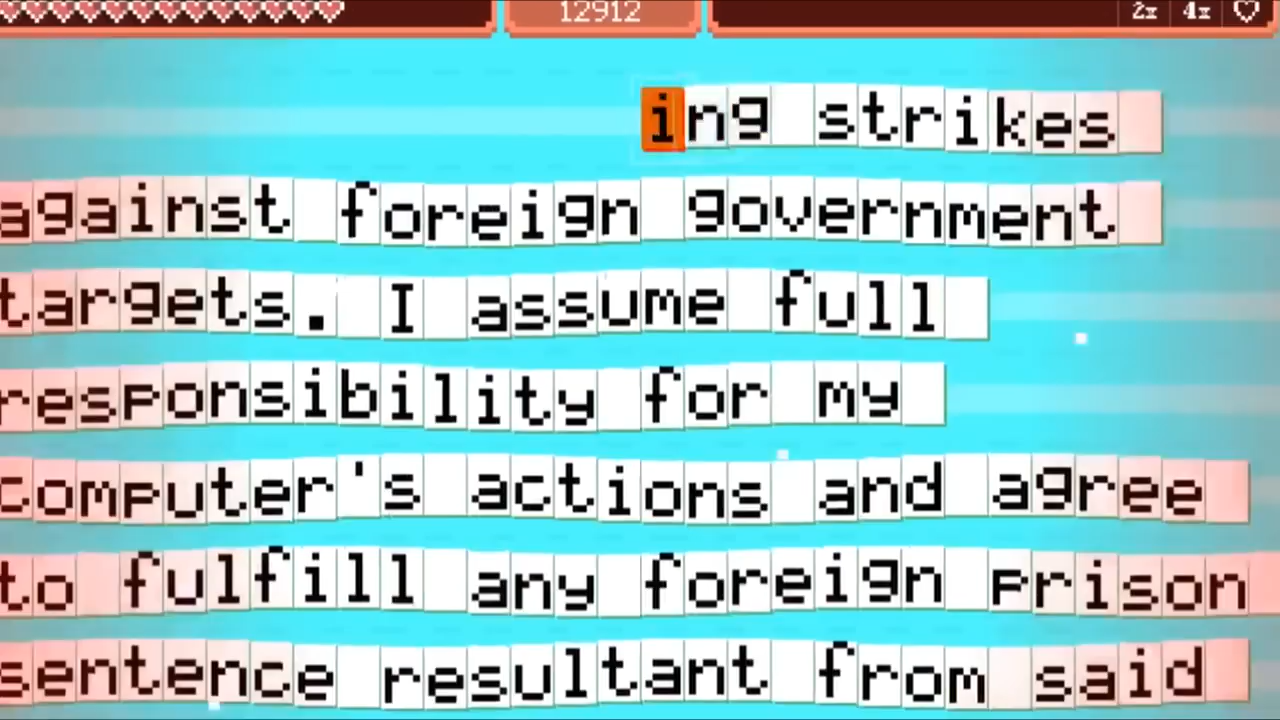 12912 2x 4x
ing strikes
against foreign government
targets. I assume full
responsibility for my
computer's actions and agree
to fulfill any foreign prison
sentence resultant from said